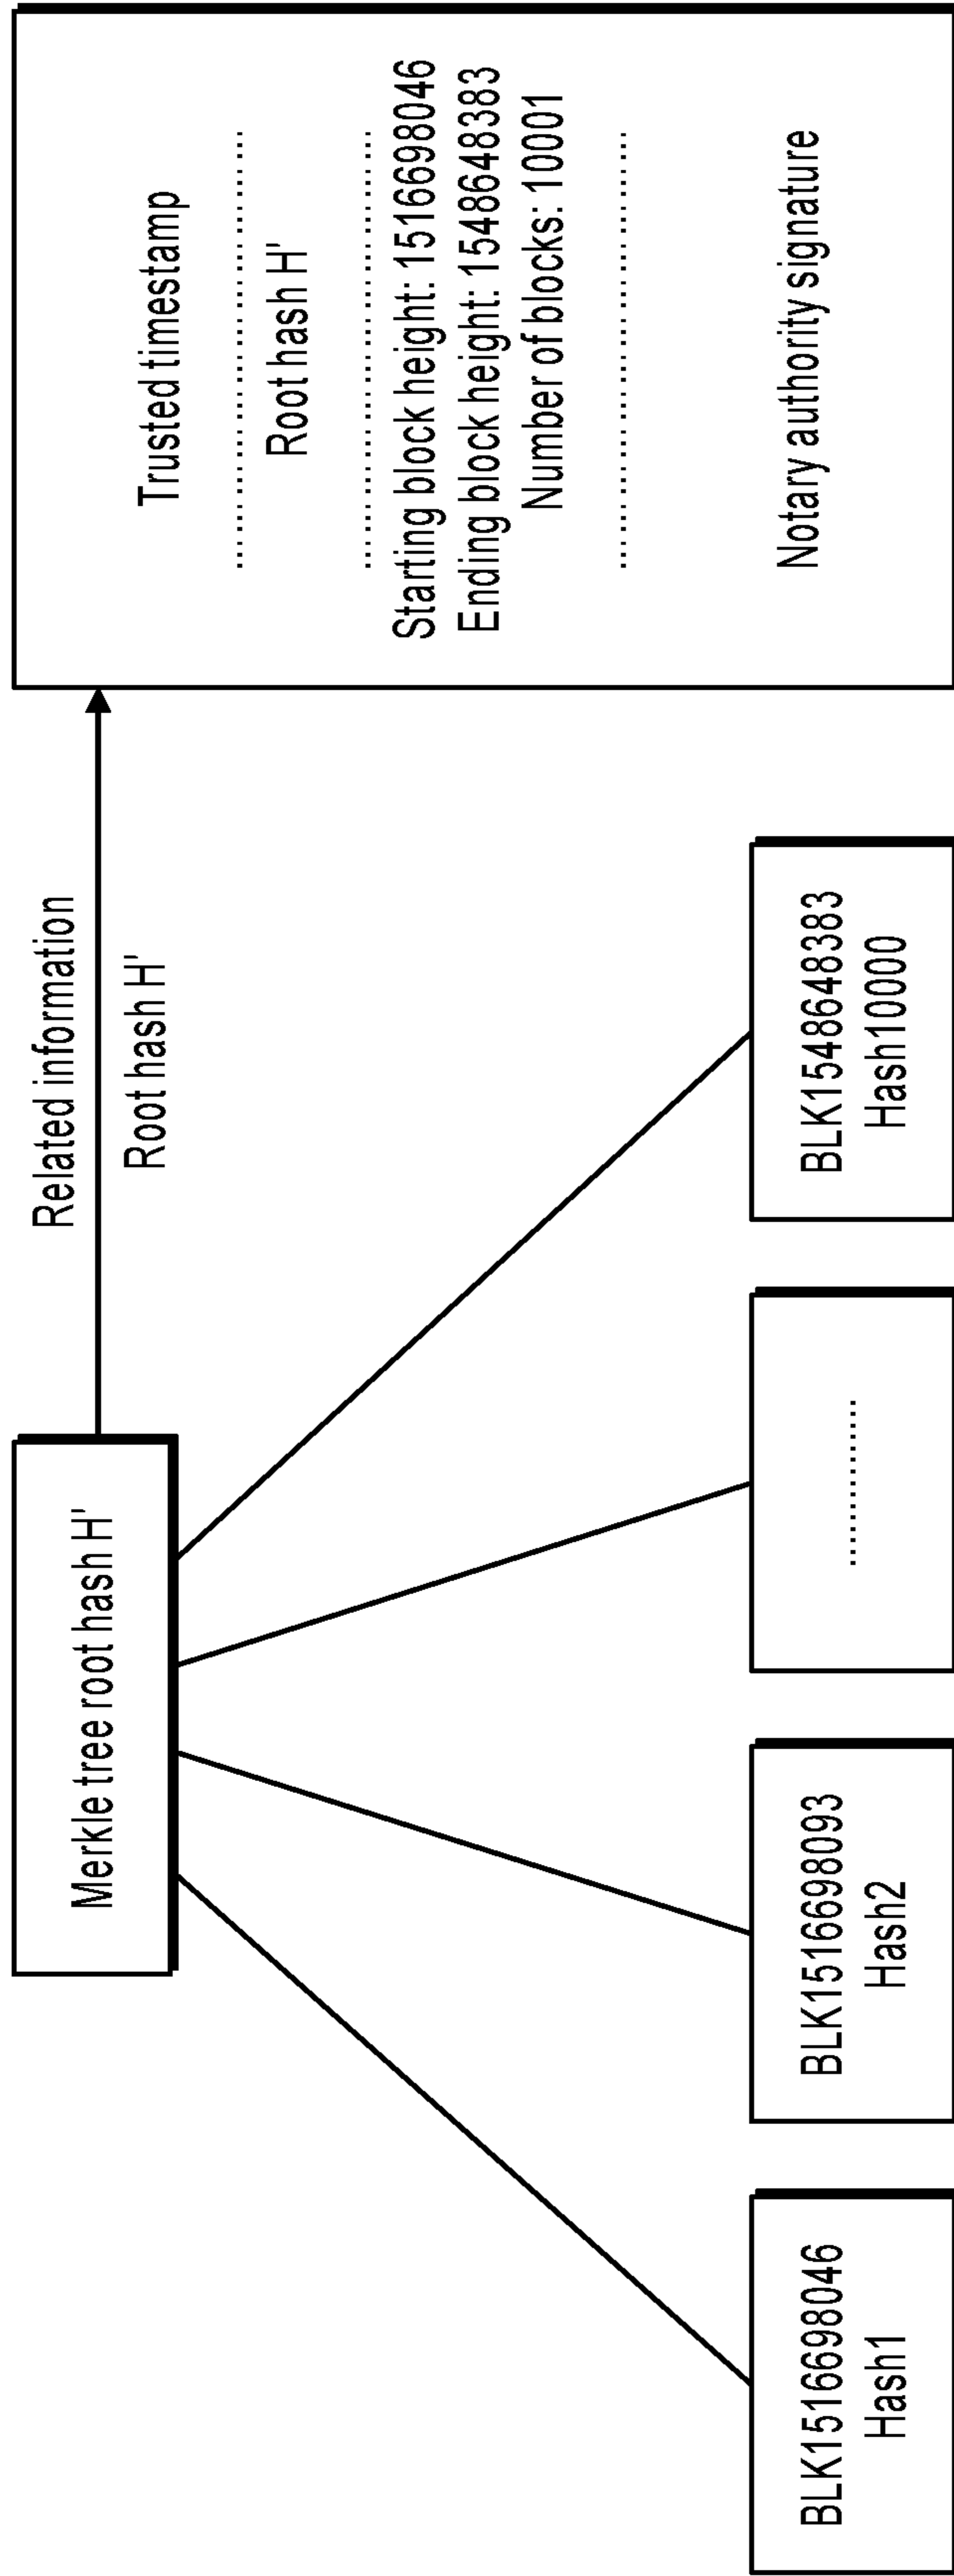 Merkle tree root hash H'
Related information
Root hash H'
BLK1516698046
Hash1
BLK1516698093
Hash2
............
BLK1548648383
Hash10000
Trusted timestamp
................................
Root hash H'
................................
Starting block height: 1516698046
Ending block height: 1548648383
Number of blocks: 10001
................................
Notary authority signature